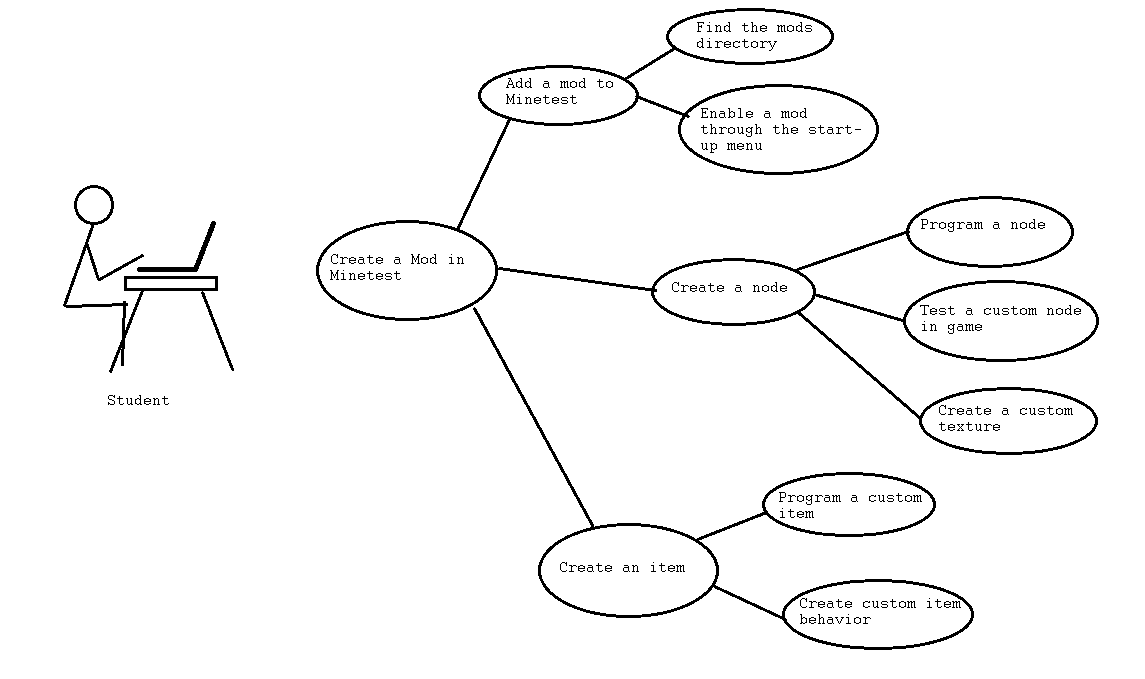 Find the mods
directory
Add a mod to
Minetest
Enable a mod
through the start-
up menu
Create a Mod in
Minetest
Create a node
Program a node
Test a custom node
in game
Create a custom
texture
Student
Create an item
Program a custom
item
Create custom item
behavior